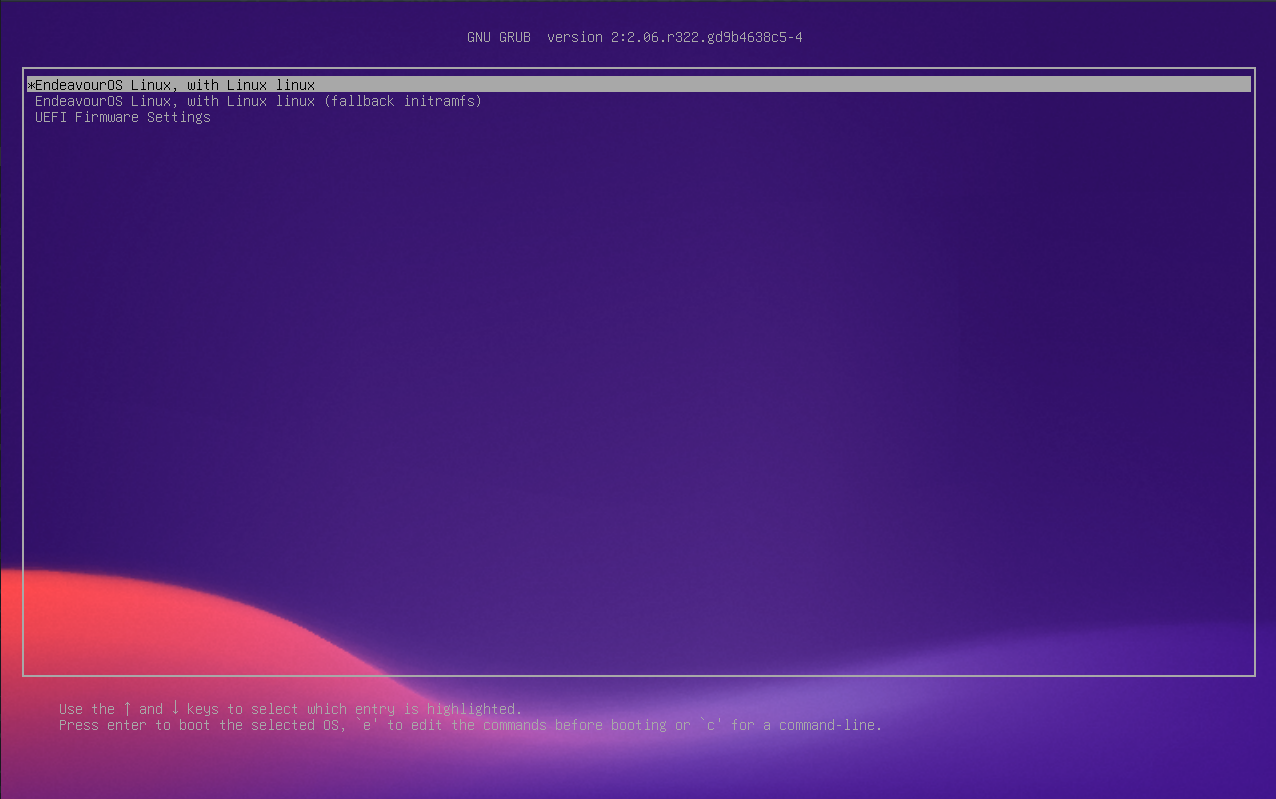 GNU GRUB  version 2:2.06.r322.gd9b4638c5-4
*EndeavourOS Linux, with Linux linux
EndeavourOS Linux, with Linux linux (fallback initramfs)
UEFI Firmware Settings
Use the ↑ and ↓ keys to select which entry is highlighted.
Press enter to boot the selected OS, `e' to edit the commands before booting or `c' for a command-line.